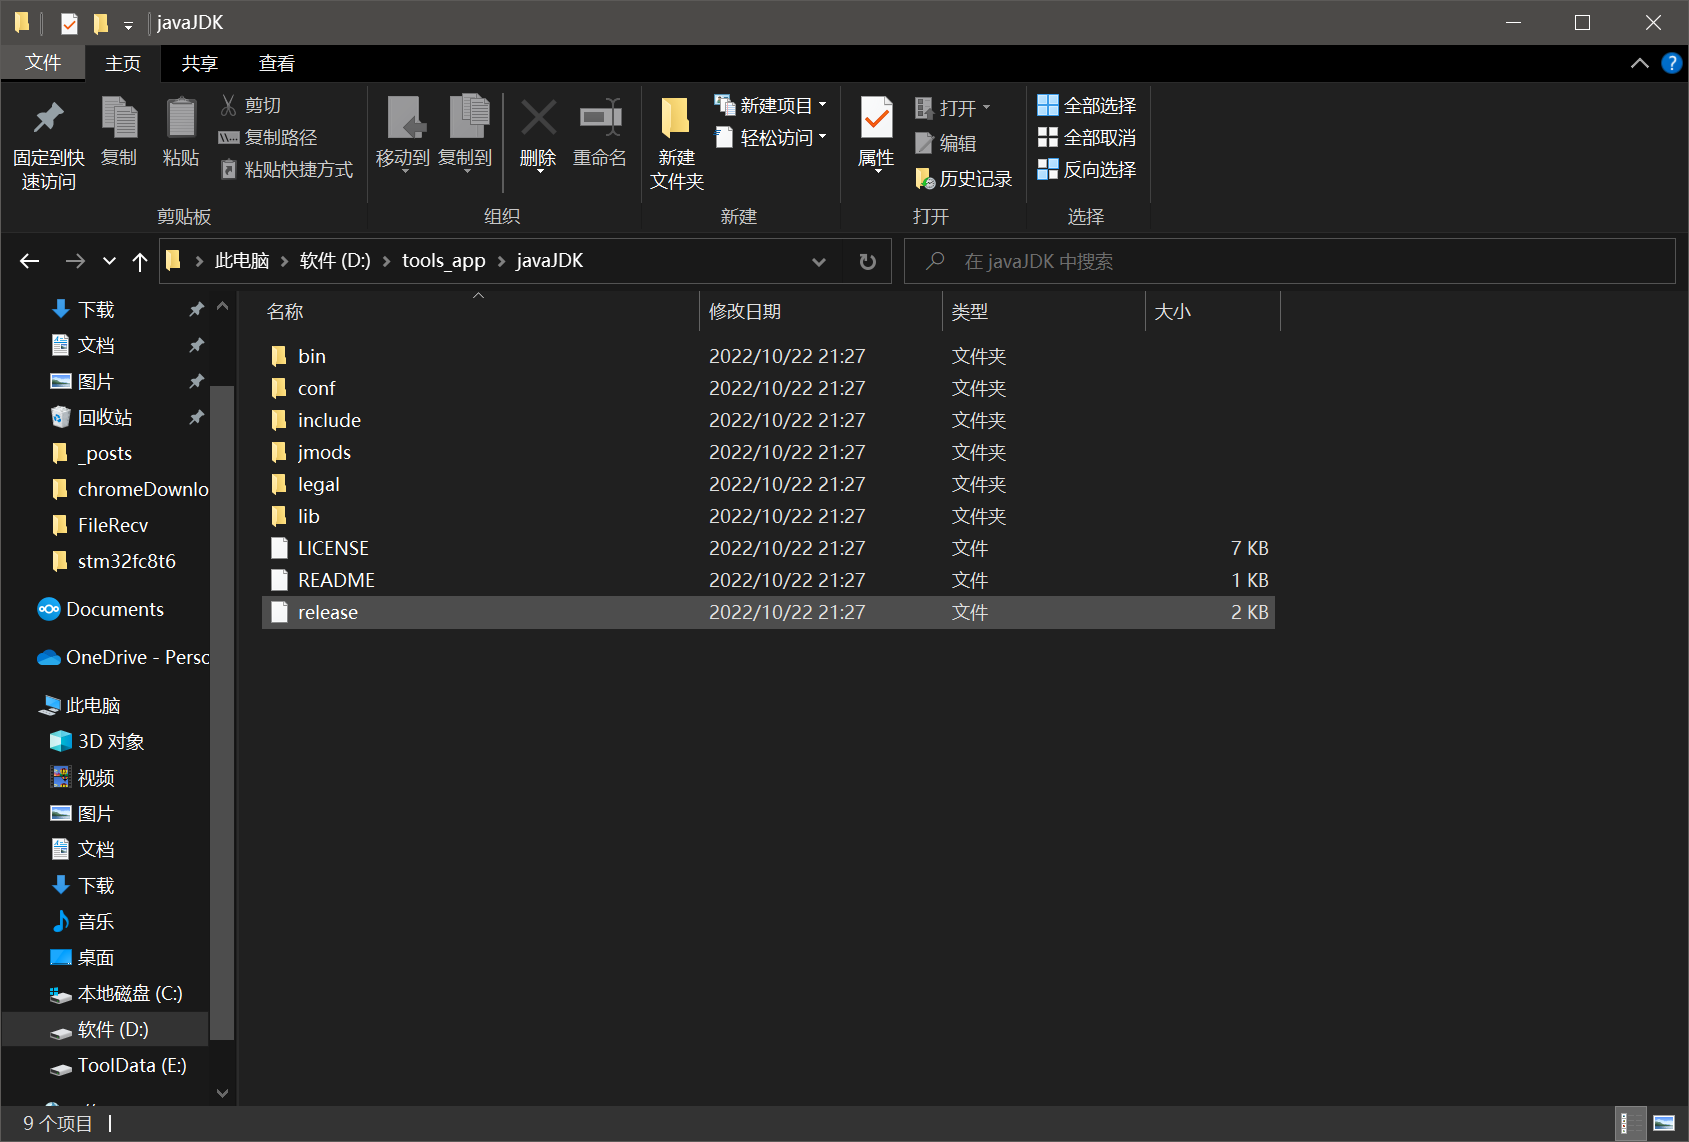 javaJDK
文件 主页 共享 查看
固定到快速访问
复制
粘贴
剪切
复制路径
粘贴快捷方式
移动到
复制到
删除
重命名
新建文件夹
新建项目
轻松访问
属性
打开
编辑
历史记录
全部选择
全部取消
反向选择
剪贴板 组织 新建 打开 选择
此电脑 软件 (D:) tools_app javaJDK
在 javaJDK 中搜索
下载
文档
图片
回收站
_posts
chromeDownlo
FileRecv
stm32fc8t6
Documents
OneDrive - Perso
此电脑
3D 对象
视频
图片
文档
下载
音乐
桌面
本地磁盘 (C:)
软件 (D:)
ToolData (E:)
名称 修改日期 类型 大小
bin 2022/10/22 21:27 文件夹
conf 2022/10/22 21:27 文件夹
include 2022/10/22 21:27 文件夹
jmods 2022/10/22 21:27 文件夹
legal 2022/10/22 21:27 文件夹
lib 2022/10/22 21:27 文件夹
LICENSE 2022/10/22 21:27 文件 7 KB
README 2022/10/22 21:27 文件 1 KB
release 2022/10/22 21:27 文件 2 KB
9 个项目